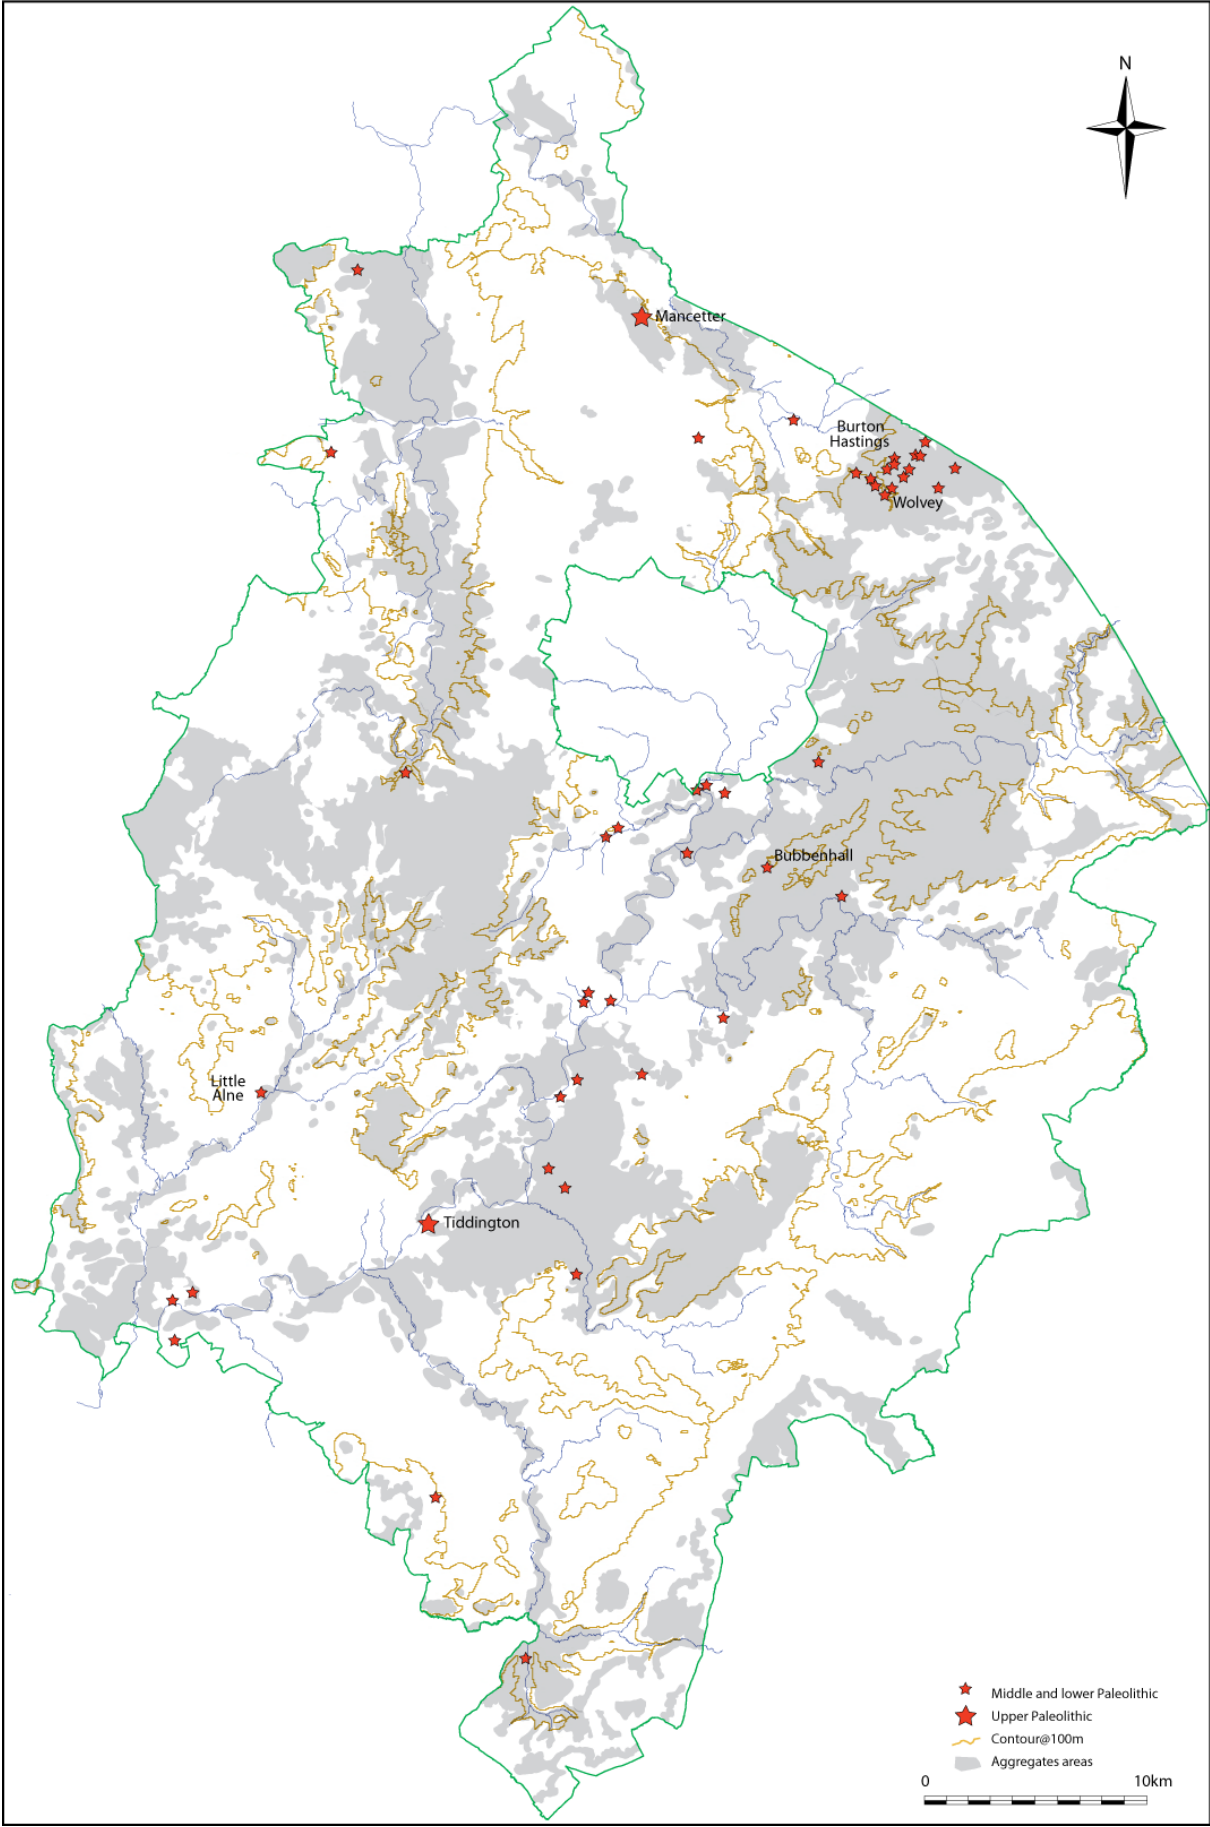 N
Mancetter
Burton
Hastings
Wolvey
Bubbenhall
Little
Alne
Tiddington
Middle and lower Paleolithic
Upper Paleolithic
Contour@100m
Aggregates areas
0 10km